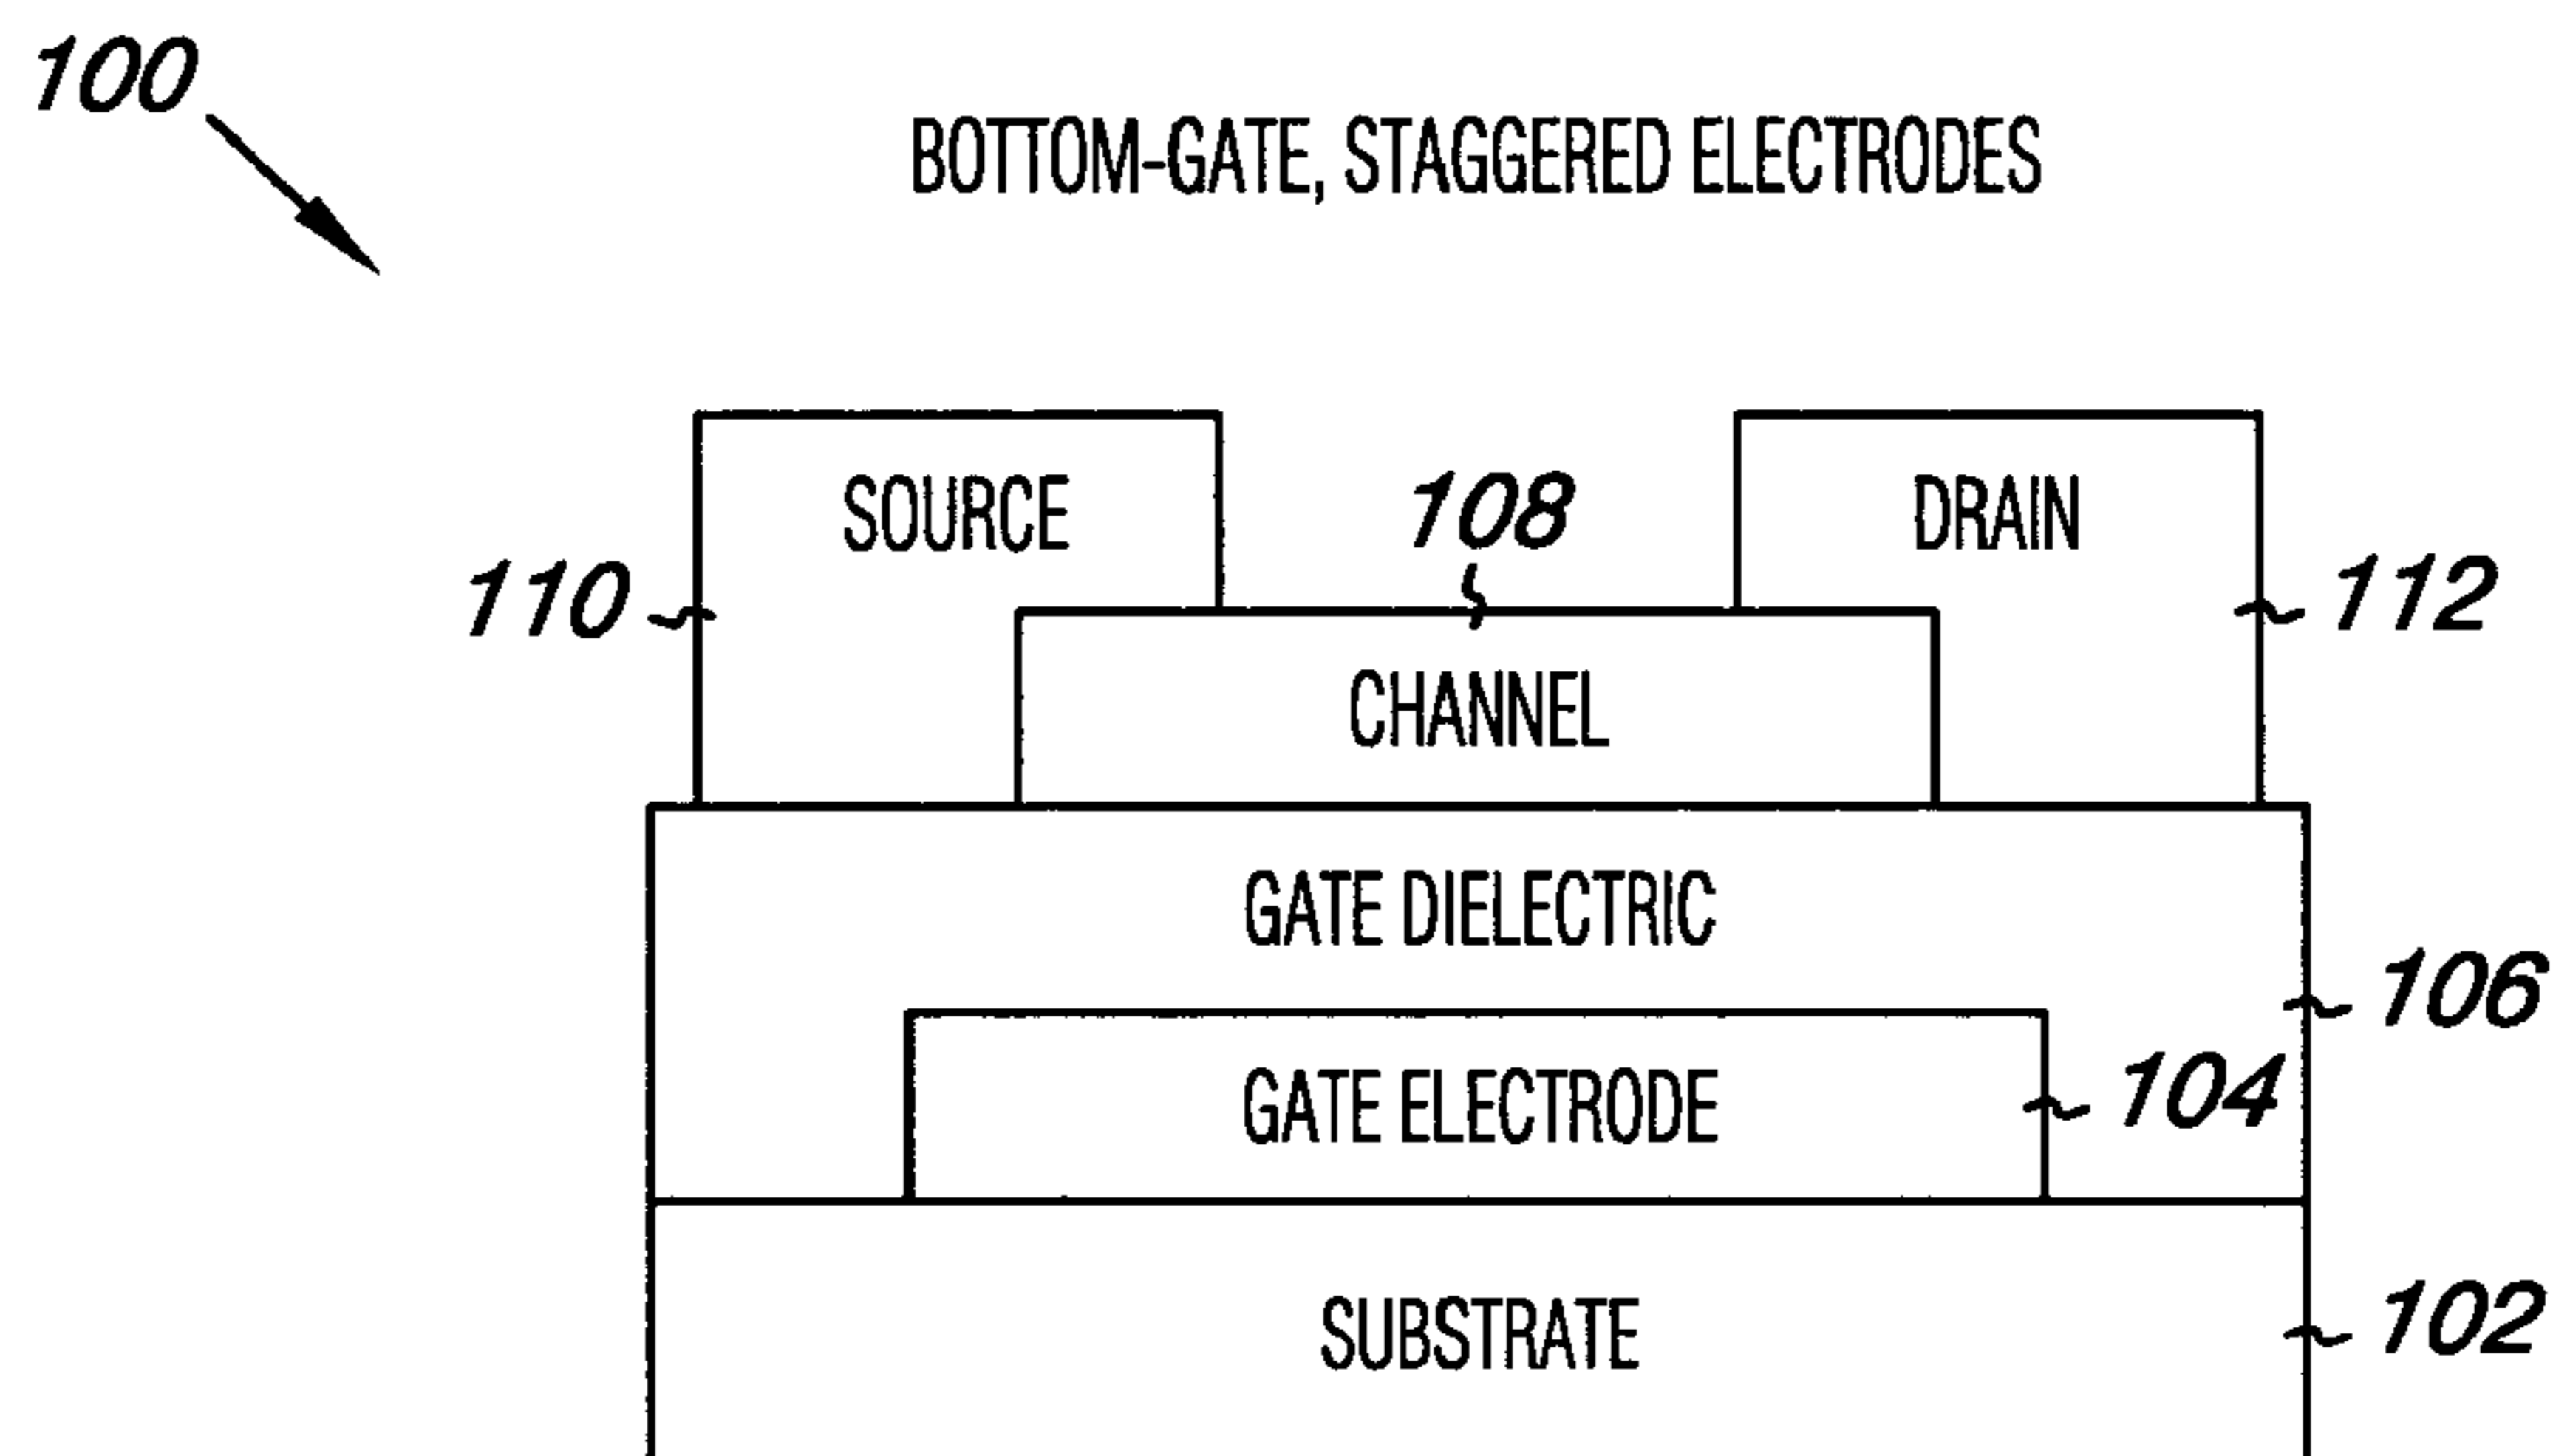 100
BOTTOM-GATE, STAGGERED ELECTRODES
SOURCE
108
DRAIN
110
112
CHANNEL
GATE DIELECTRIC
106
GATE ELECTRODE
104
SUBSTRATE
102